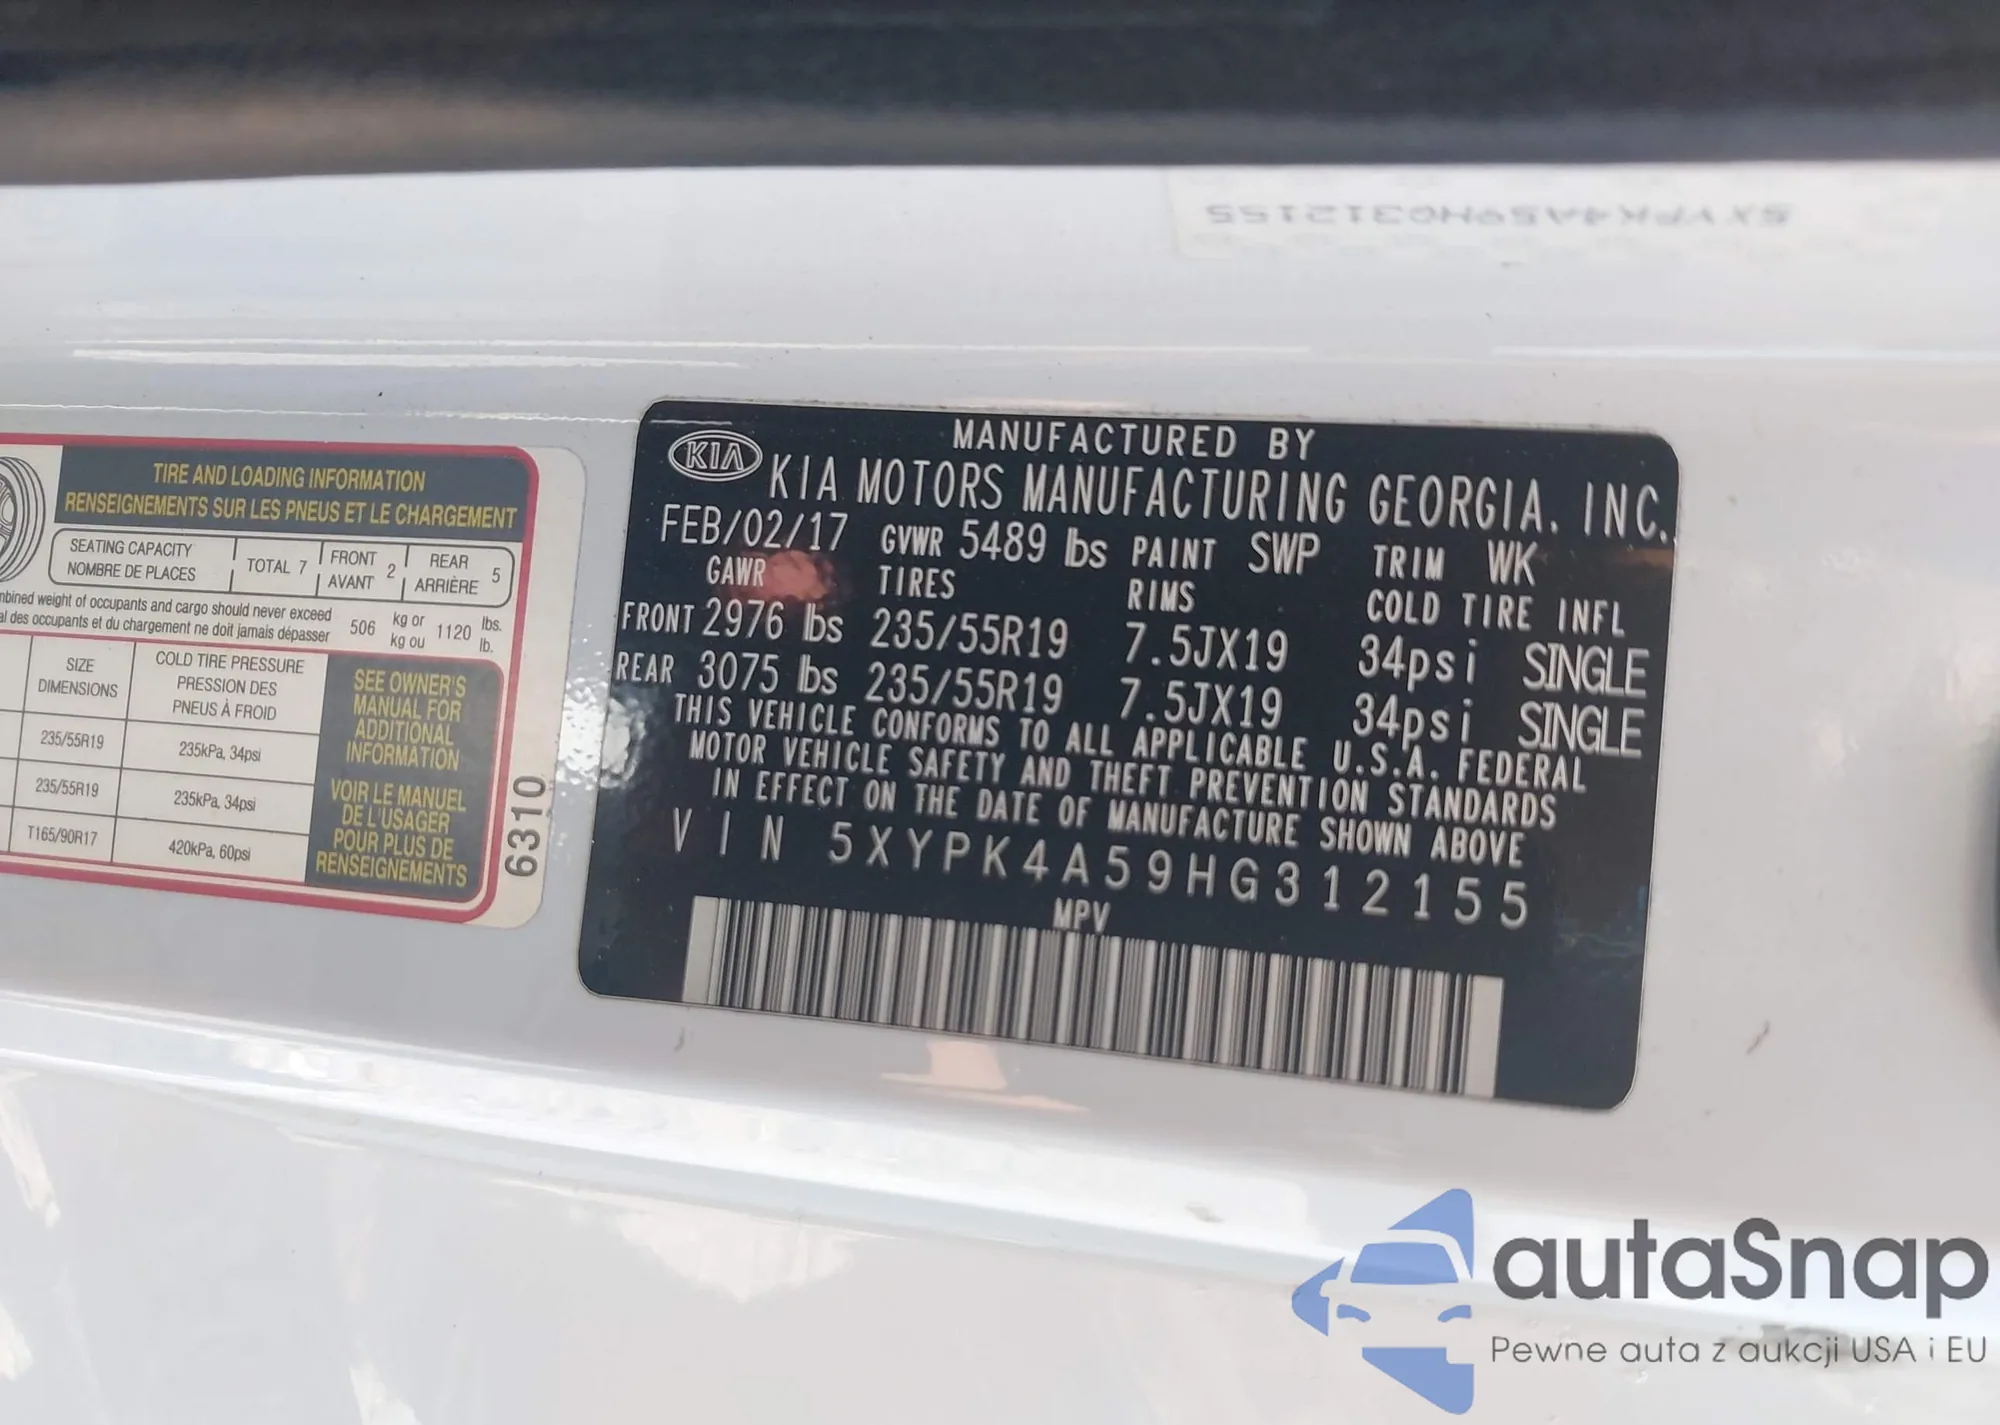 5XYPK4A59HG312155
TIRE AND LOADING INFORMATION
RENSEIGNEMENTS SUR LES PNEUS ET LE CHARGEMENT
SEATING CAPACITY
NOMBRE DE PLACES
TOTAL 7
FRONT
AVANT
2
REAR
ARRIÈRE
5
weight of occupants and cargo should never exceed
des occupants et du chargement ne doit jamais dépasser
506
kg or
kg ou
1120
lbs.
lb.
SIZE
DIMENSIONS
COLD TIRE PRESSURE
PRESSION DES
PNEUS À FROID
235/55R19
235kPa, 34psi
235/55R19
235kPa, 34psi
T165/90R17
420kPa, 60psi
SEE OWNER'S
MANUAL FOR
ADDITIONAL
INFORMATION
VOIR LE MANUEL
DE L'USAGER
POUR PLUS DE
RENSEIGNEMENTS
6310
KIA
MANUFACTURED BY
KIA MOTORS MANUFACTURING GEORGIA, INC.
FEB/02/17 GVWR 5489 lbs PAINT SWP TRIM WK
GAWR TIRES RIMS COLD TIRE INFL
FRONT 2976 lbs 235/55R19 7.5JX19 34psi SINGLE
REAR 3075 lbs 235/55R19 7.5JX19 34psi SINGLE
THIS VEHICLE CONFORMS TO ALL APPLICABLE U.S.A. FEDERAL
MOTOR VEHICLE SAFETY AND THEFT PREVENTION STANDARDS
IN EFFECT ON THE DATE OF MANUFACTURE SHOWN ABOVE
VIN 5XYPK4A59HG312155
MPV
autaSnap
Pewne auta z aukcji USA i EU